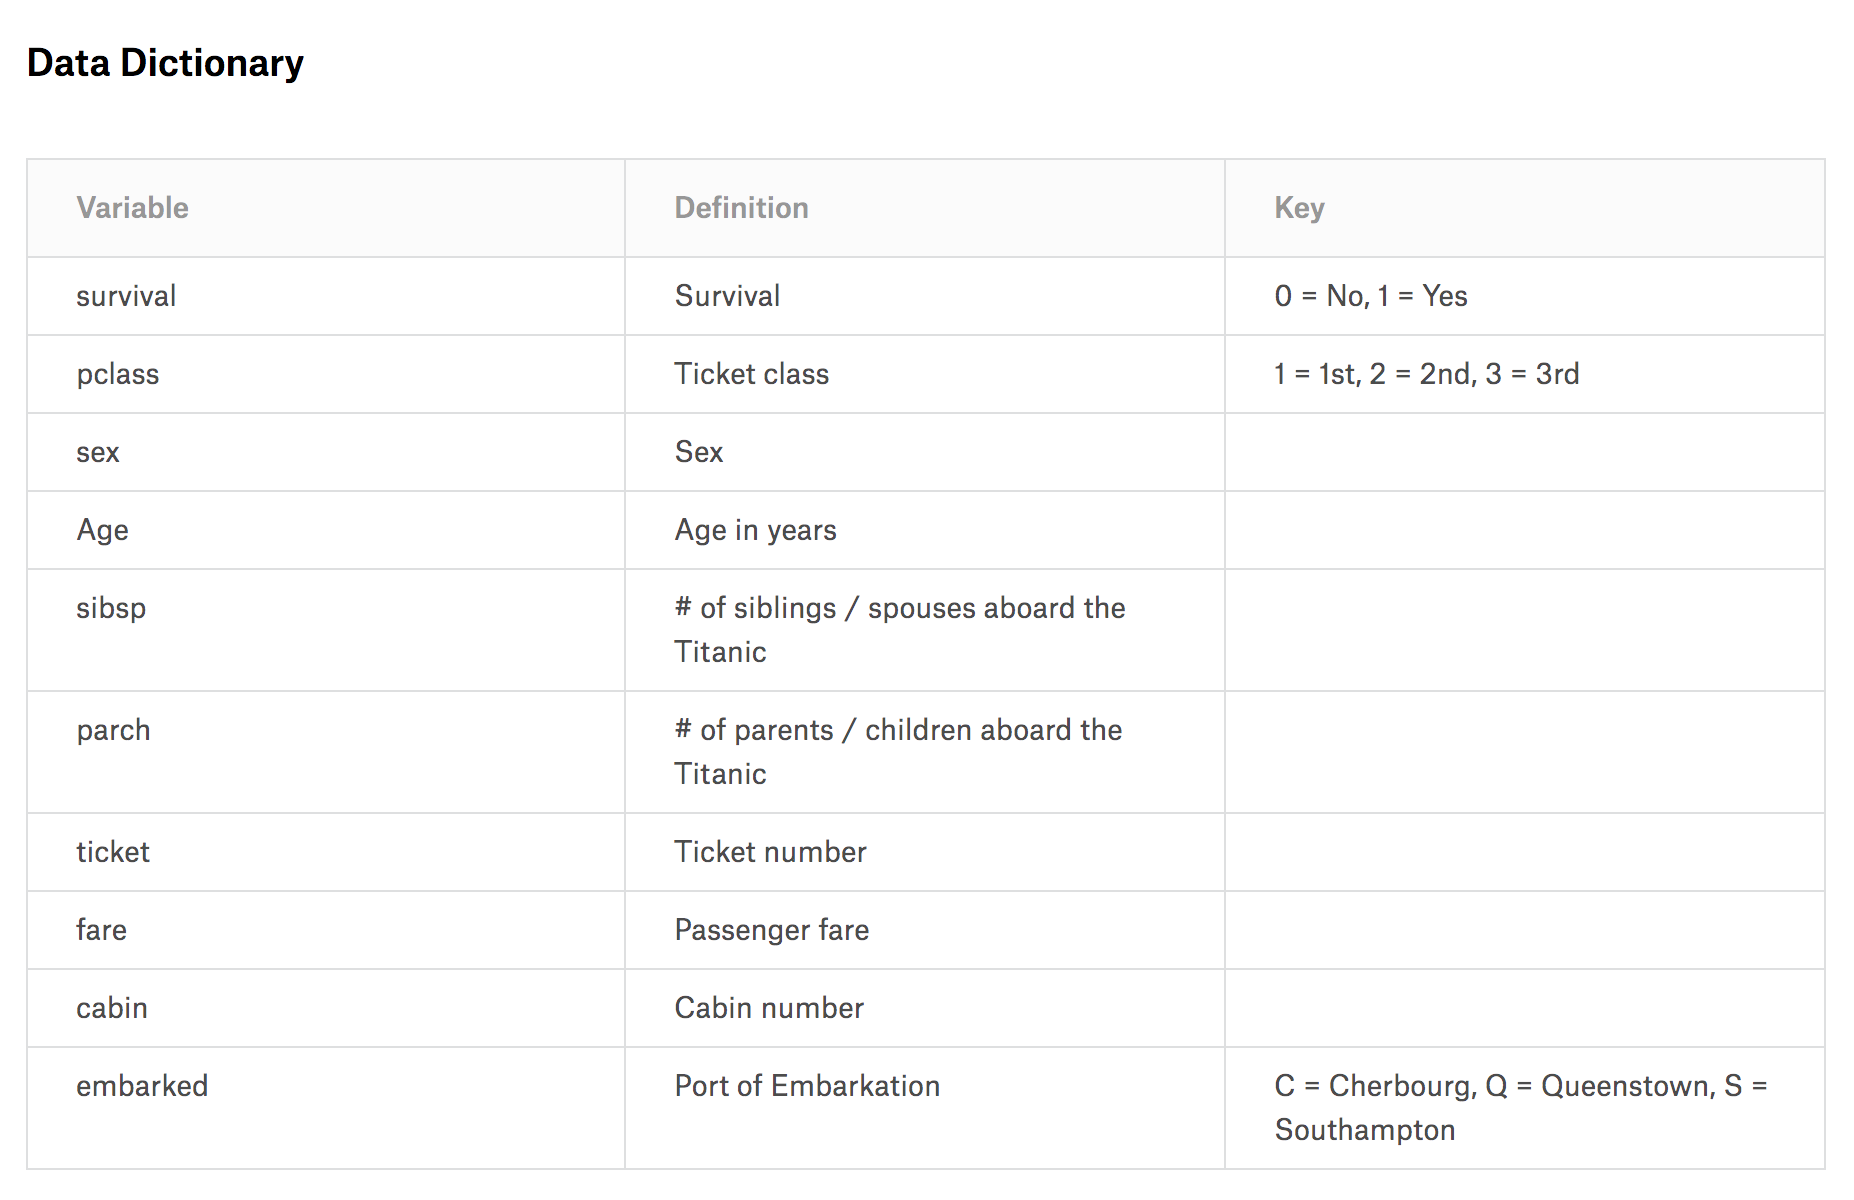 Data Dictionary
Variable Definition Key
survival Survival 0 = No, 1 = Yes
pclass Ticket class 1 = 1st, 2 = 2nd, 3 = 3rd
sex Sex
Age Age in years
sibsp # of siblings / spouses aboard the
Titanic
parch # of parents / children aboard the
Titanic
ticket Ticket number
fare Passenger fare
cabin Cabin number
embarked Port of Embarkation C = Cherbourg, Q = Queenstown, S =
Southampton